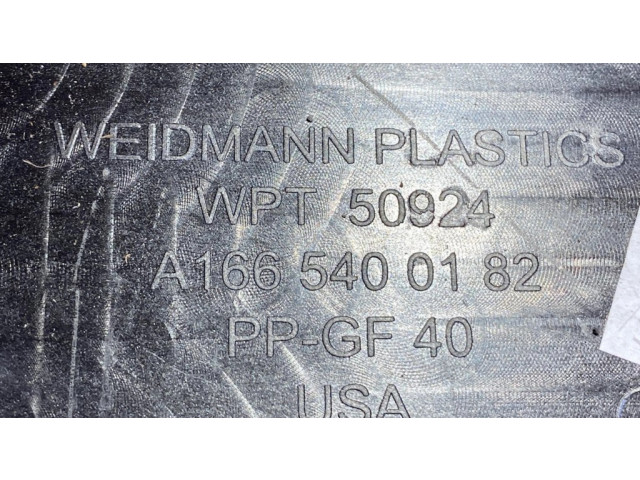 WEIDMANN PLASTICS
WPT 50924
A166 540 01 82
PP-GF 40
USA